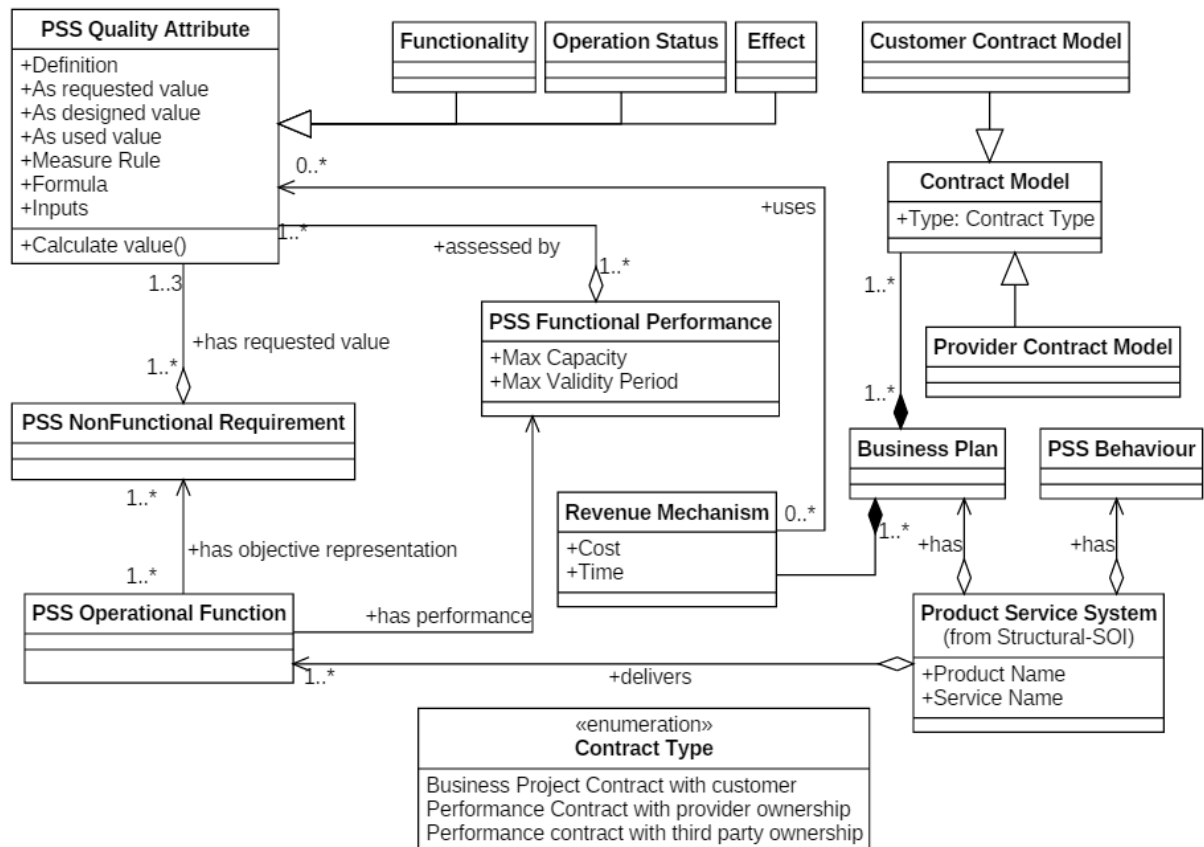 PSS Quality Attribute
+Definition
+As requested value
+As designed value
+As used value
+Measure Rule
+Formula
+Inputs
+Calculate value()
Functionality
Operation Status
Effect
Customer Contract Model
0..*
+uses
Contract Model
+Type: Contract Type
1..*
+assessed by
1..*
1..*
1..3
PSS Functional Performance
+Max Capacity
+Max Validity Period
Provider Contract Model
+has requested value
1..*
1..*
PSS NonFunctional Requirement
Business Plan
PSS Behaviour
1..*
Revenue Mechanism
+Cost
+Time
0..*
1..*
+has
+has
+has objective representation
1..*
PSS Operational Function
+has performance
Product Service System
(from Structural-SOI)
+Product Name
+Service Name
1..*
+delivers
«enumeration»
Contract Type
Business Project Contract with customer
Performance Contract with provider ownership
Performance contract with third party ownership